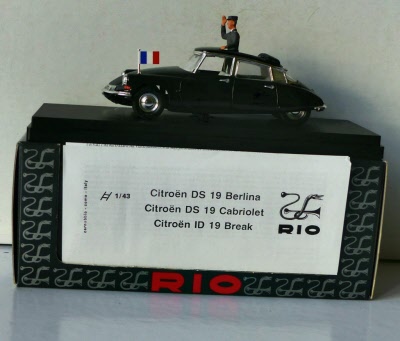 1/43
Citroën DS 19 Berlina
Citroën DS 19 Cabriolet
Citroën ID 19 Break
RIO
RIO